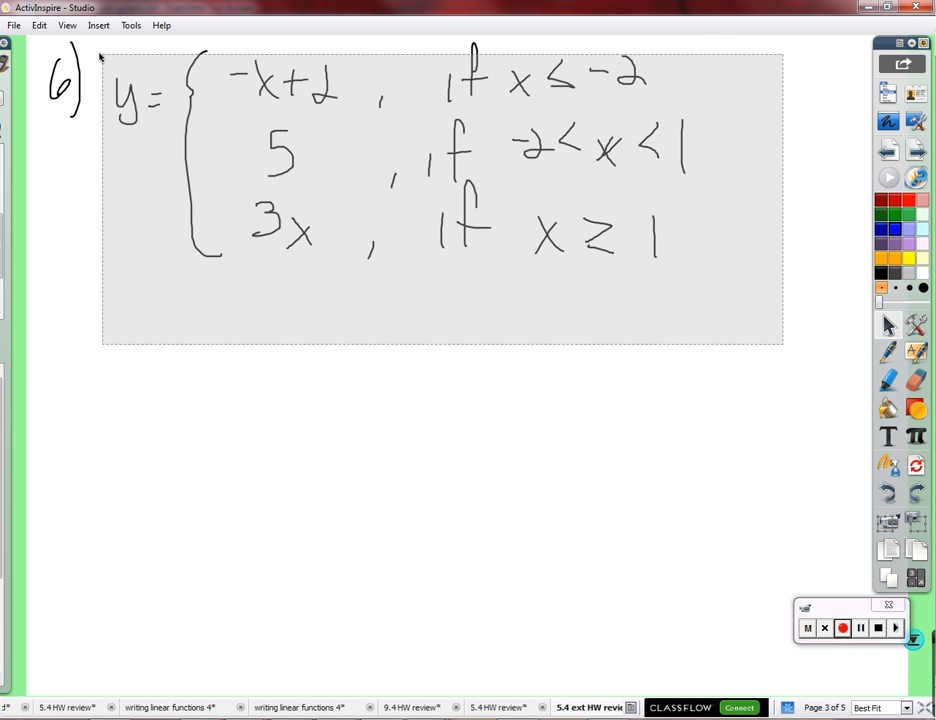 ActivInspire - Studio
File Edit View Insert Tools Help
6)
y = { -x+2 , if x ≤ -2
5 , if -2 < x < 1
3x , if x ≥ 1
M
d* 5.4 HW review* writing linear functions 4* writing linear functions 4* 9.4 HW review* 5.4 HW review* 5.4 ext HW revie CLASSFLOW Connect Page 3 of 5 Best Fit